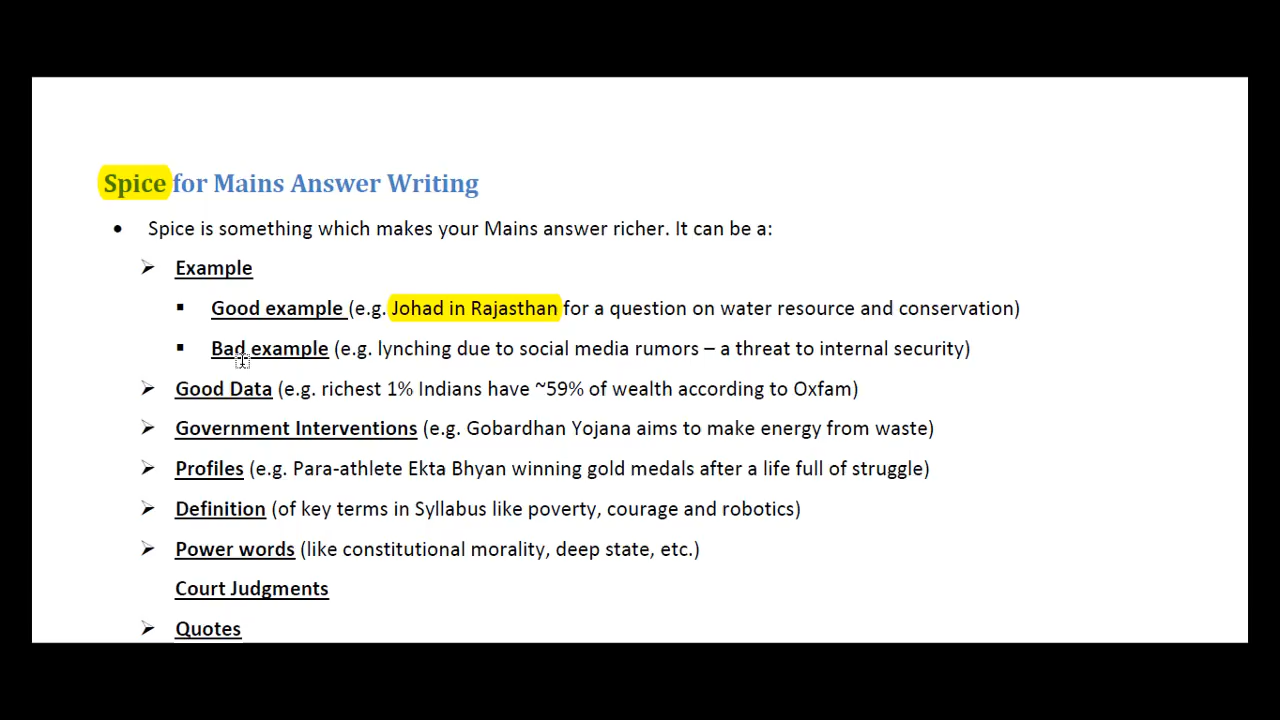 Spice for Mains Answer Writing
• Spice is something which makes your Mains answer richer. It can be a:
➢ Example
▪ Good example (e.g. Johad in Rajasthan for a question on water resource and conservation)
▪ Bad example (e.g. lynching due to social media rumors – a threat to internal security)
➢ Good Data (e.g. richest 1% Indians have ~59% of wealth according to Oxfam)
➢ Government Interventions (e.g. Gobardhan Yojana aims to make energy from waste)
➢ Profiles (e.g. Para-athlete Ekta Bhyan winning gold medals after a life full of struggle)
➢ Definition (of key terms in Syllabus like poverty, courage and robotics)
➢ Power words (like constitutional morality, deep state, etc.)
Court Judgments
➢ Quotes